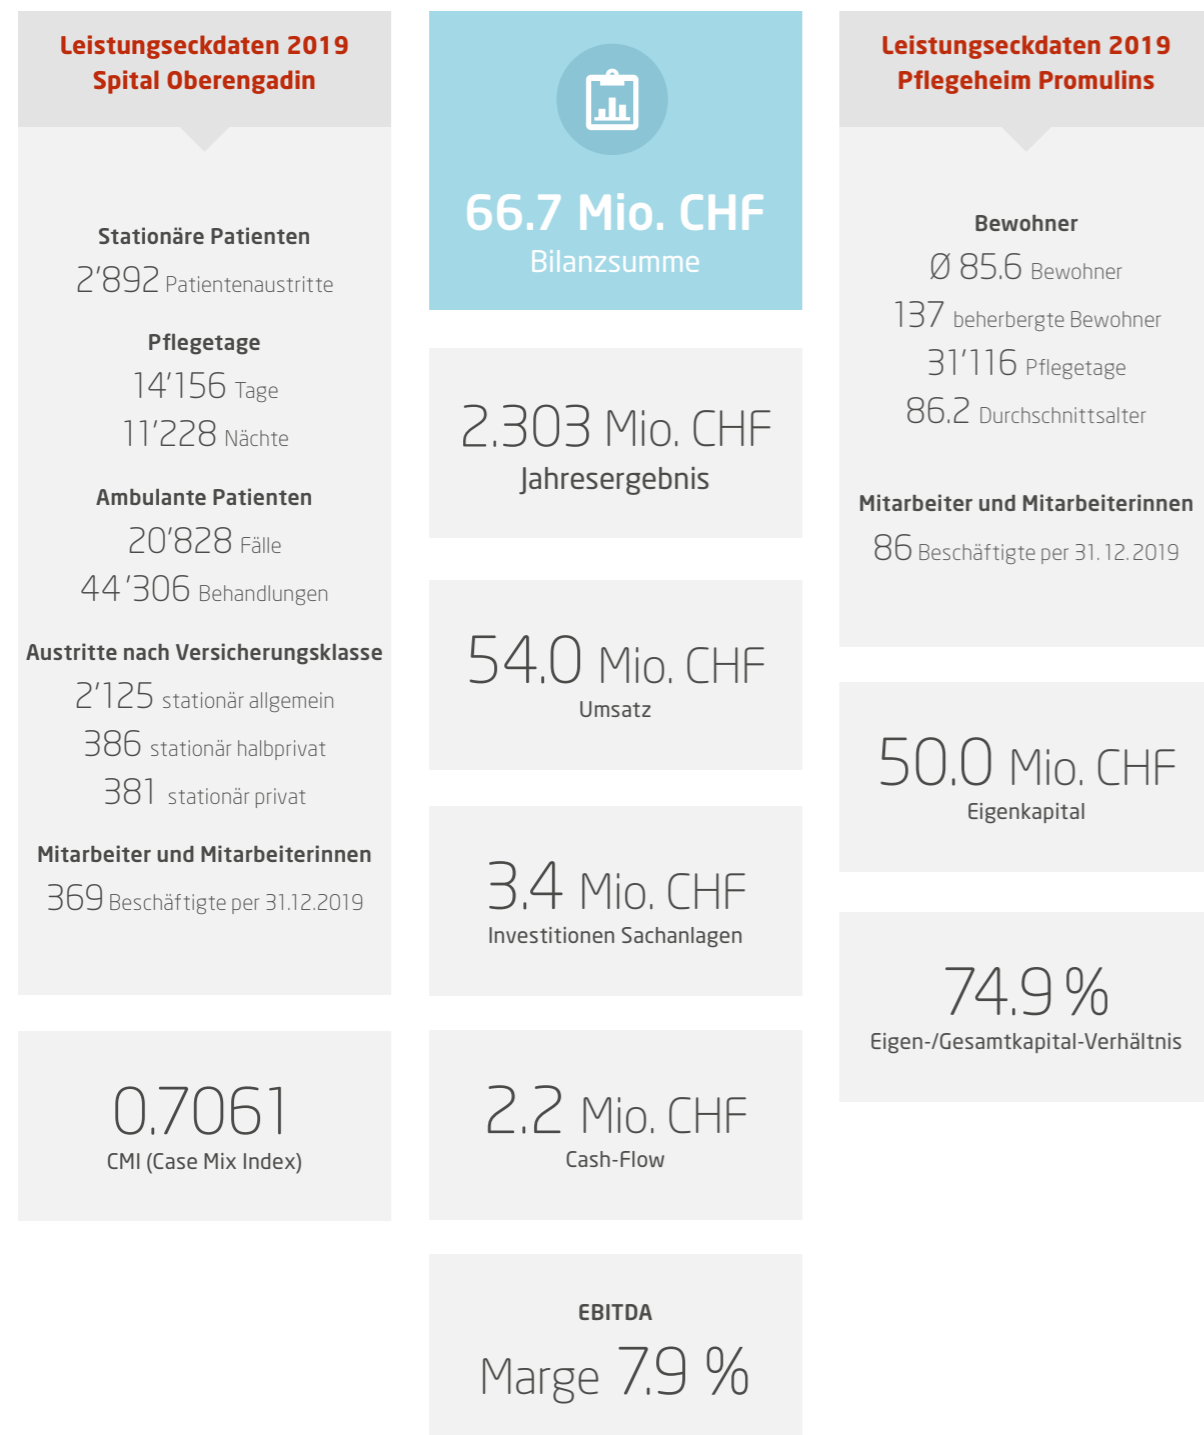 Leistungseckdaten 2019
Spital Oberengadin
Stationäre Patienten
2’892 Patientenaustritte
Pflegetage
14’156 Tage
11’228 Nächte
Ambulante Patienten
20’828 Fälle
44’306 Behandlungen
Austritte nach Versicherungsklasse
2’125 stationär allgemein
386 stationär halbprivat
381 stationär privat
Mitarbeiter und Mitarbeiterinnen
369 Beschäftigte per 31.12.2019
0.7061
CMI (Case Mix Index)
66.7 Mio. CHF
Bilanzsumme
2.303 Mio. CHF
Jahresergebnis
54.0 Mio. CHF
Umsatz
3.4 Mio. CHF
Investitionen Sachanlagen
2.2 Mio. CHF
Cash-Flow
EBITDA
Marge 7.9 %
Leistungseckdaten 2019
Pflegeheim Promulins
Bewohner
Ø 85.6 Bewohner
137 beherbergte Bewohner
31’116 Pflegetage
86.2 Durchschnittsalter
Mitarbeiter und Mitarbeiterinnen
86 Beschäftigte per 31.12.2019
50.0 Mio. CHF
Eigenkapital
74.9 %
Eigen-/Gesamtkapital-Verhältnis